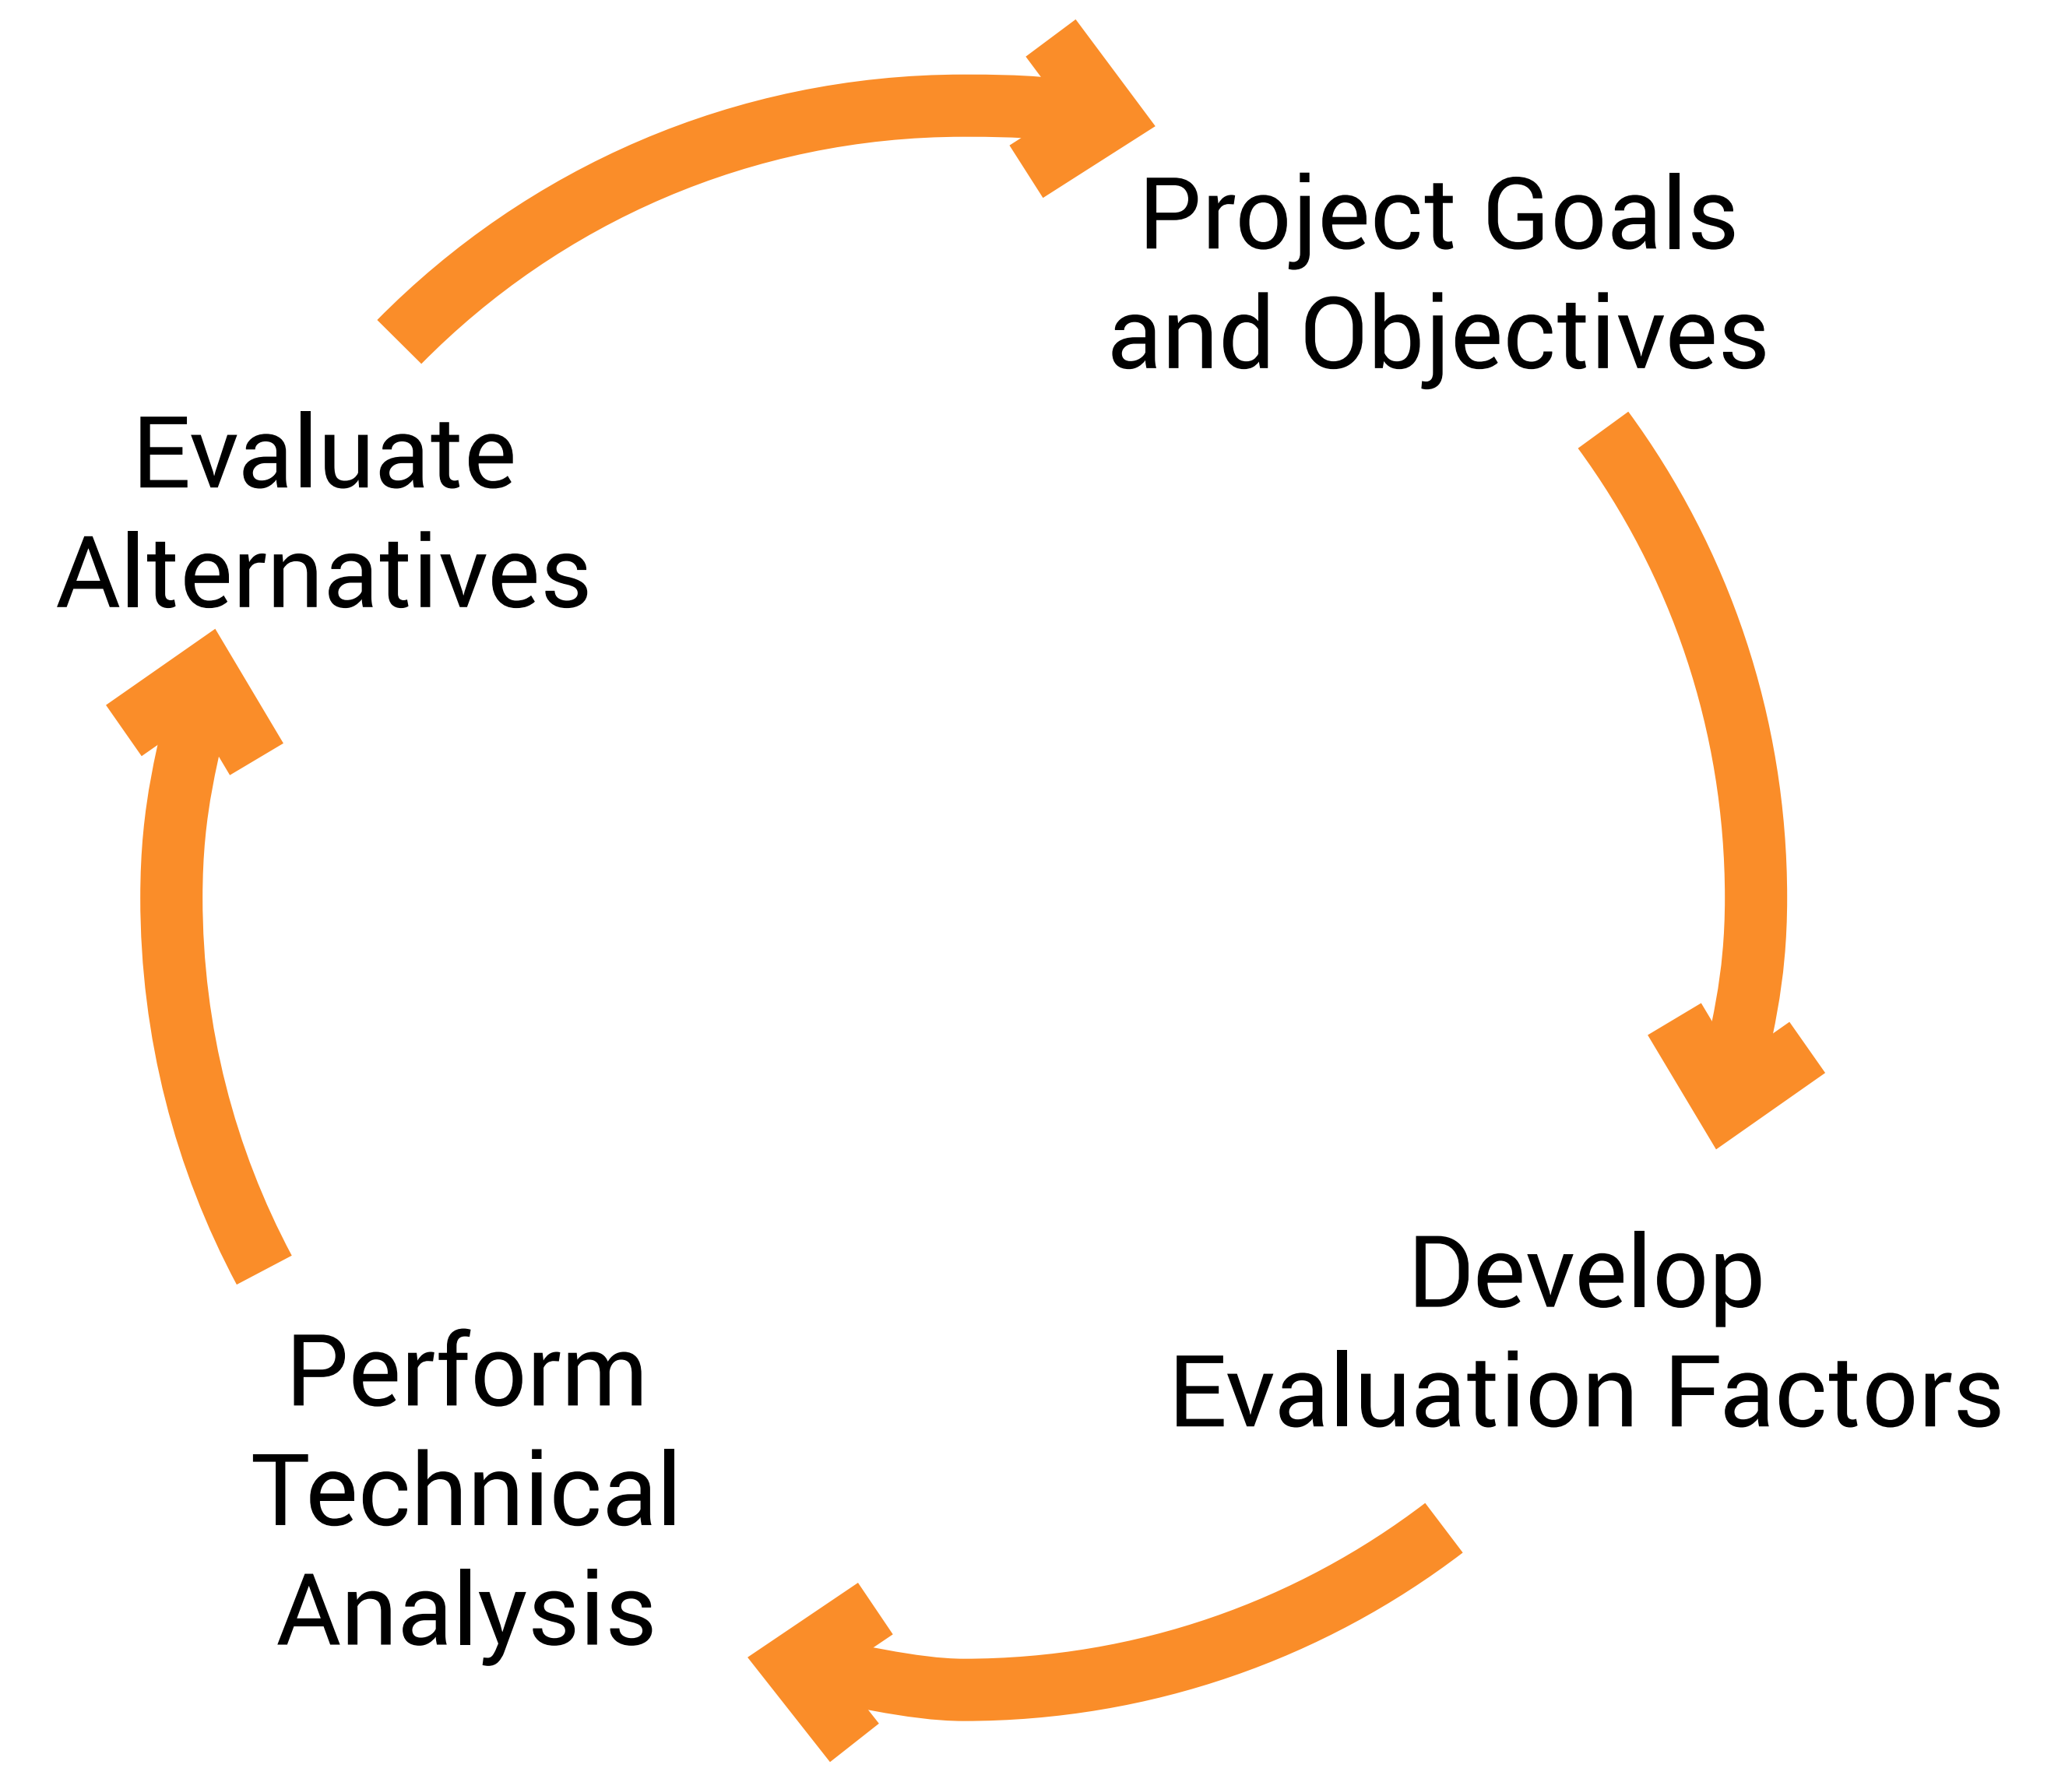 Project Goals
and Objectives
Develop
Evaluation Factors
Perform
Technical
Analysis
Evaluate
Alternatives